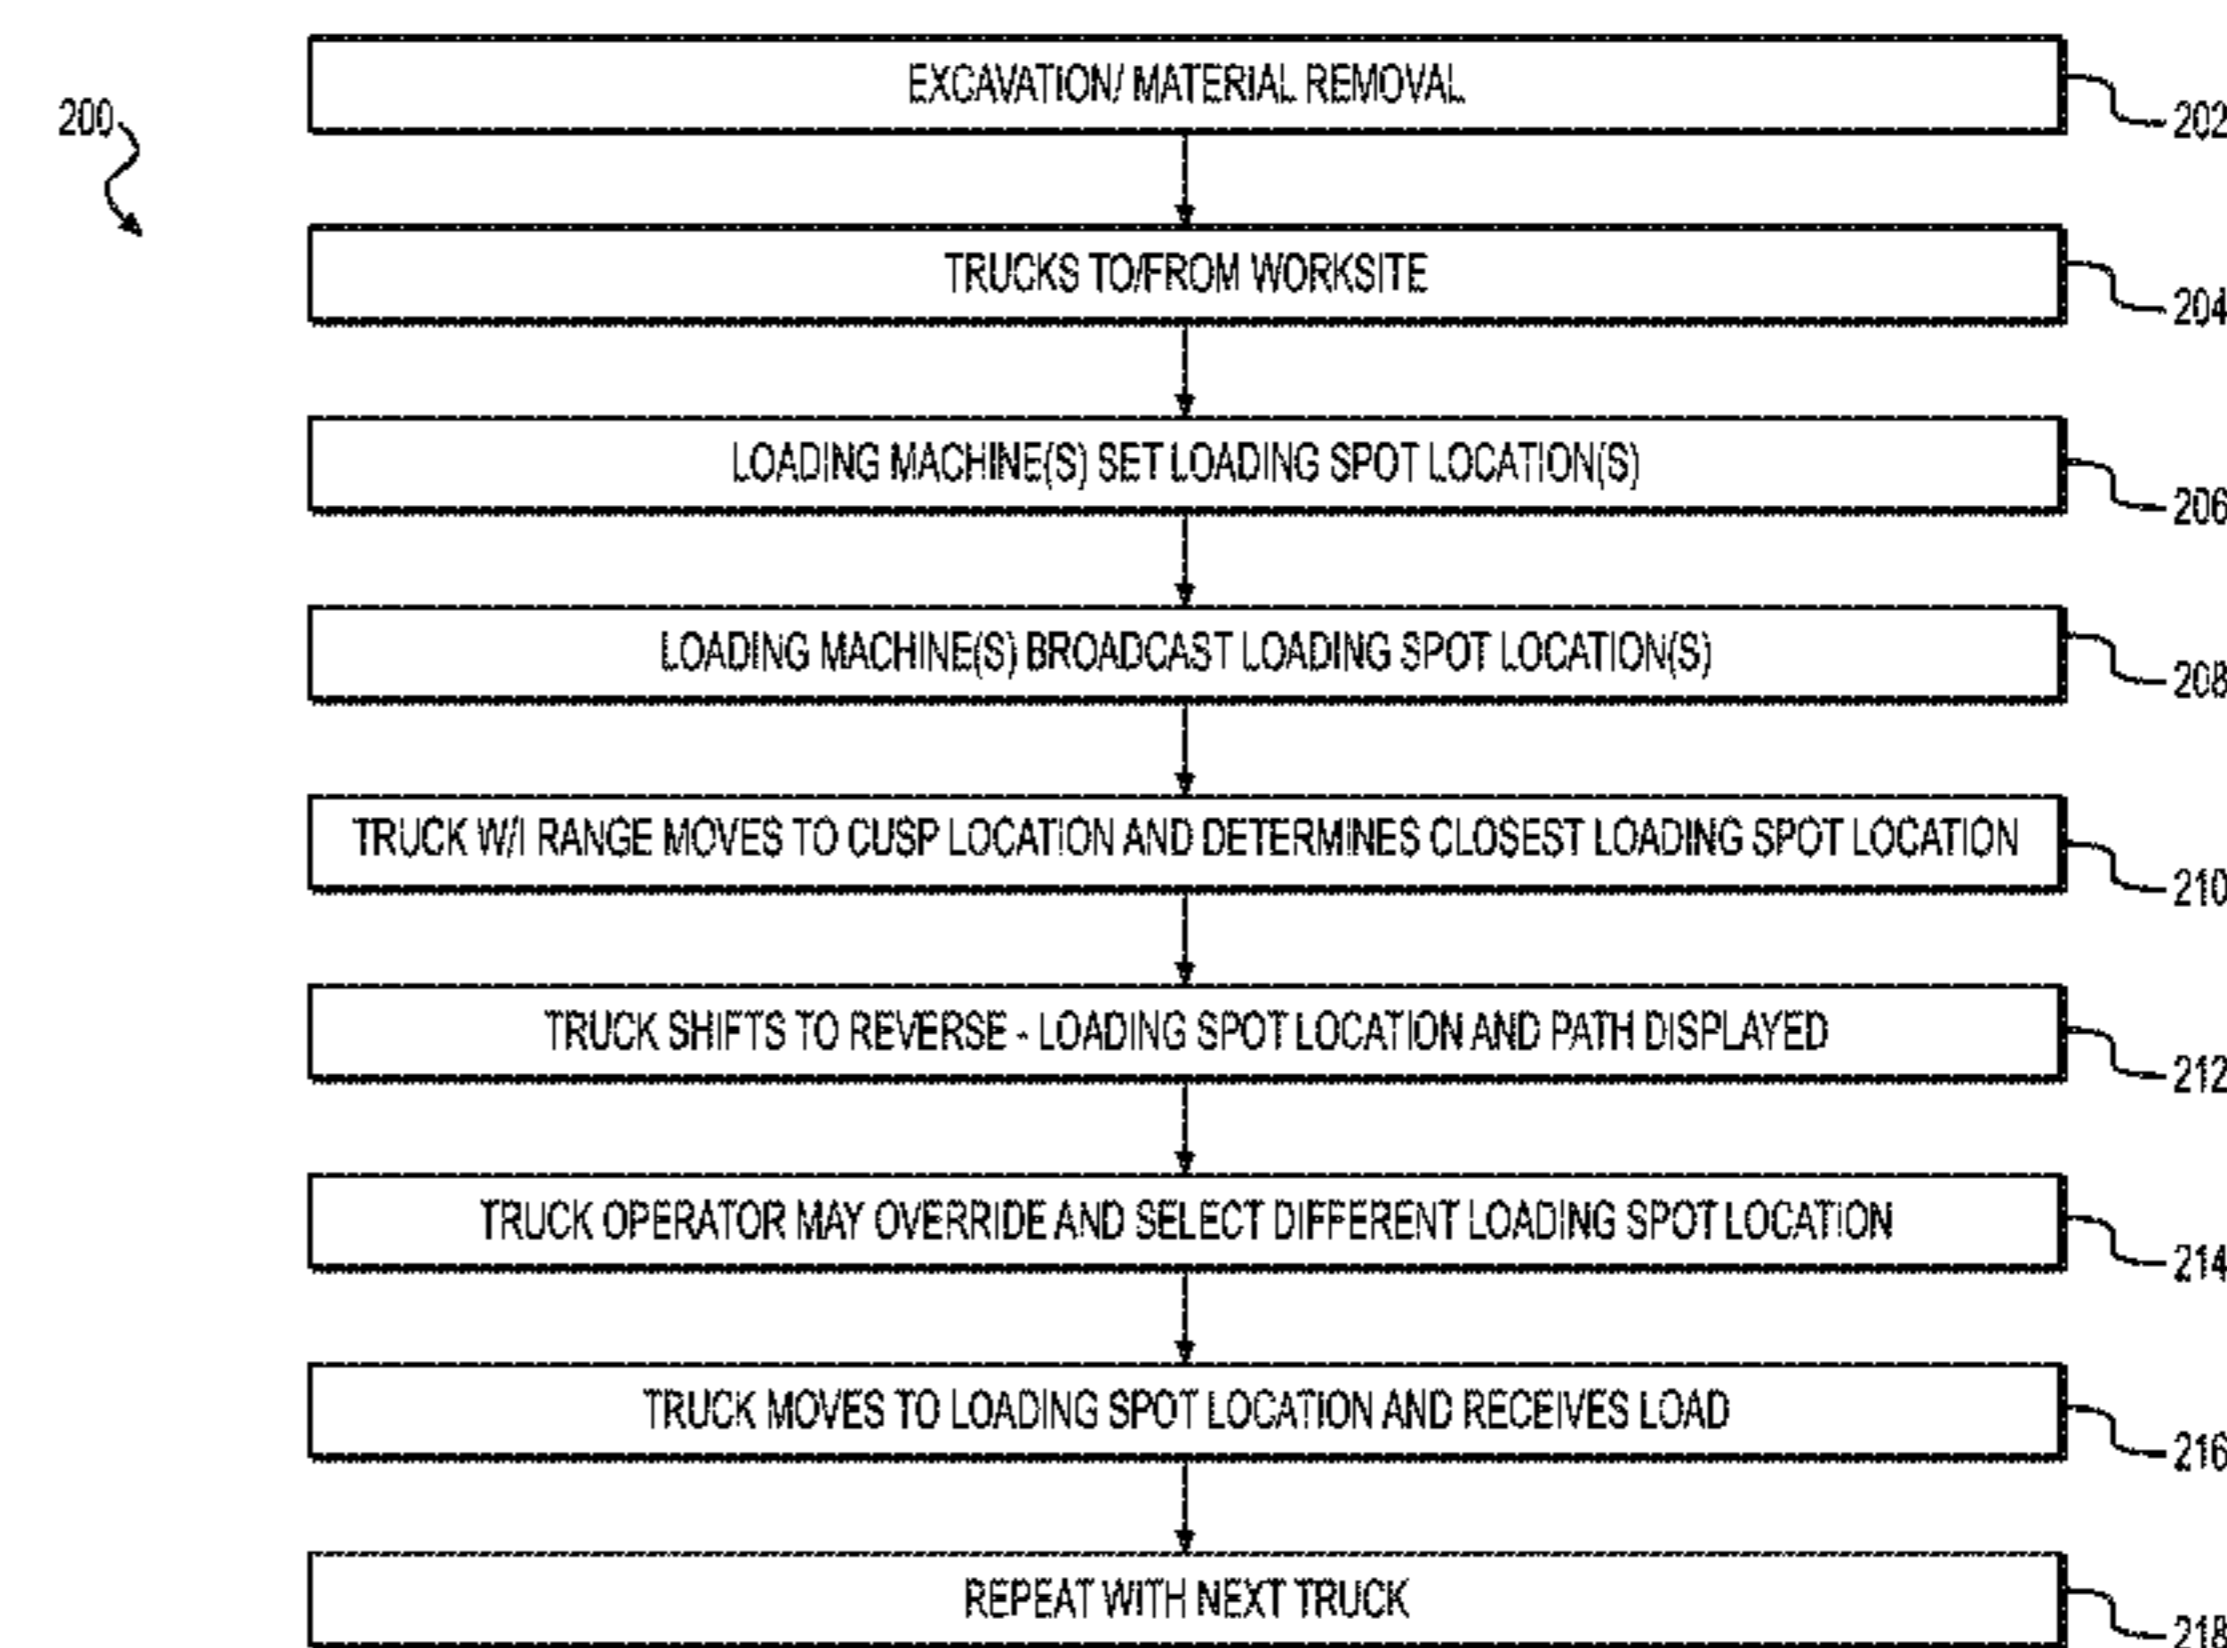 EXCAVATION/ MATERIAL REMOVAL
202
200
TRUCKS TO/FROM WORKSITE
204
LOADING MACHINE(S) SET LOADING SPOT LOCATION(S)
206
LOADING MACHINE(S) BROADCAST LOADING SPOT LOCATION(S)
208
TRUCK W/I RANGE MOVES TO CUSP LOCATION AND DETERMINES CLOSEST LOADING SPOT LOCATION
210
TRUCK SHIFTS TO REVERSE - LOADING SPOT LOCATION AND PATH DISPLAYED
212
TRUCK OPERATOR MAY OVERRIDE AND SELECT DIFFERENT LOADING SPOT LOCATION
214
TRUCK MOVES TO LOADING SPOT LOCATION AND RECEIVES LOAD
216
REPEAT WITH NEXT TRUCK
218